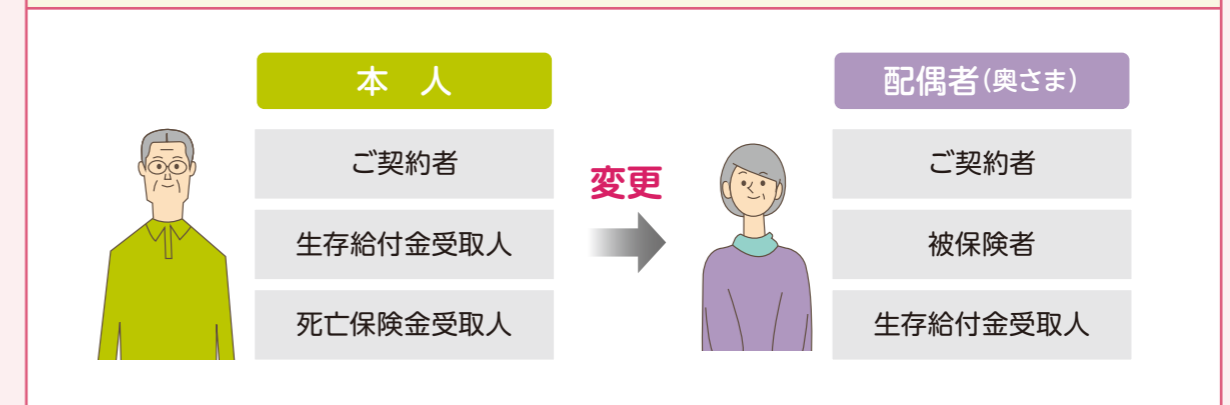 本 人
ご契約者
生存給付金受取人
死亡保険金受取人
変更
配偶者(奥さま)
ご契約者
被保険者
生存給付金受取人